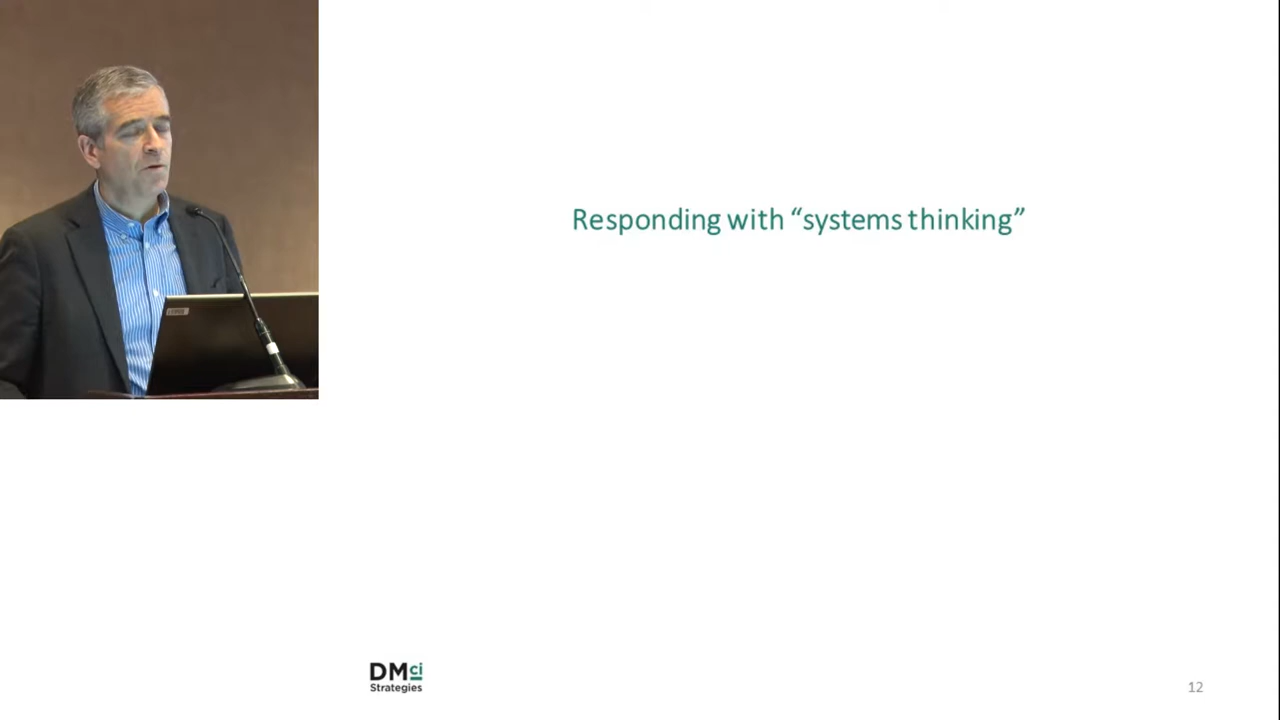 Responding with “systems thinking”
DMci
Strategies
12